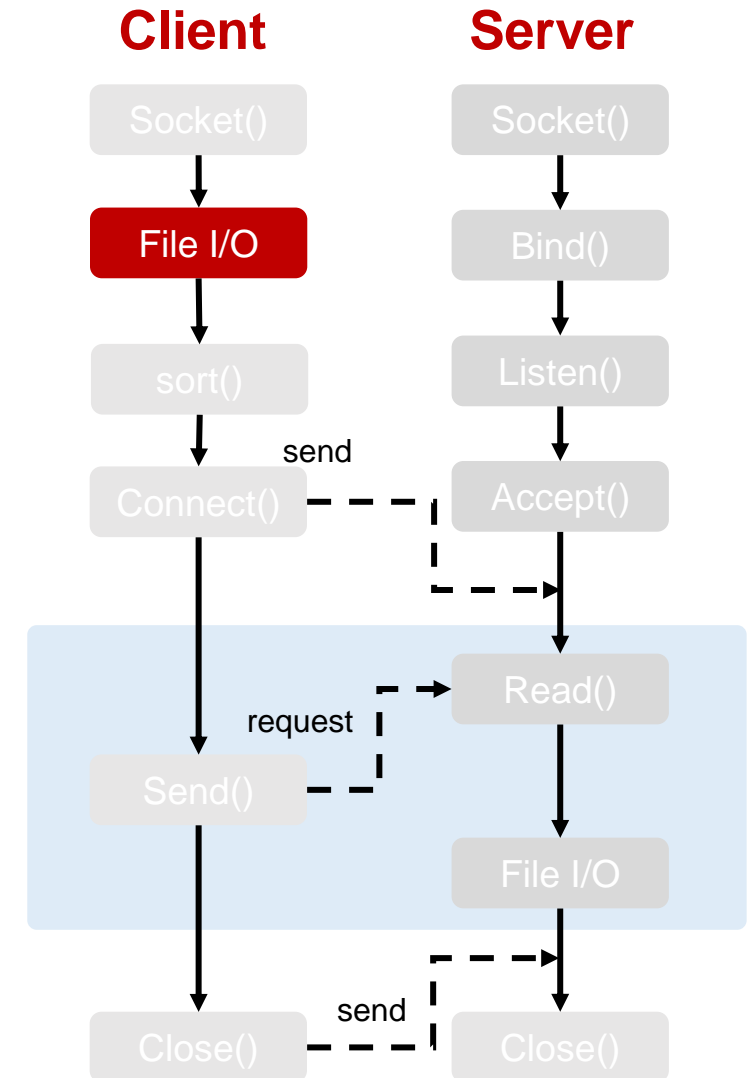 Client
Server
Socket()
Socket()
File I/O
Bind()
sort()
Listen()
send
Connect()
Accept()
Read()
request
Send()
File I/O
send
Close()
Close()